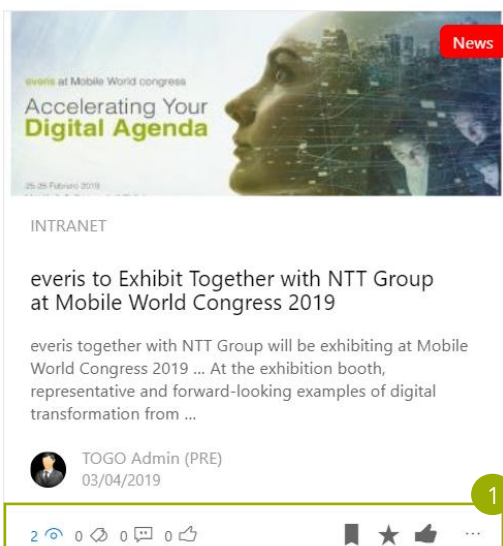 News
everis at Mobile World congress
Accelerating Your
Digital Agenda
INTRANET
everis to Exhibit Together with NTT Group
at Mobile World Congress 2019
everis together with NTT Group will be exhibiting at Mobile
World Congress 2019 ... At the exhibition booth,
representative and forward-looking examples of digital
transformation from ...
TOGO Admin (PRE)
03/04/2019
1
2 0 0 0 ...